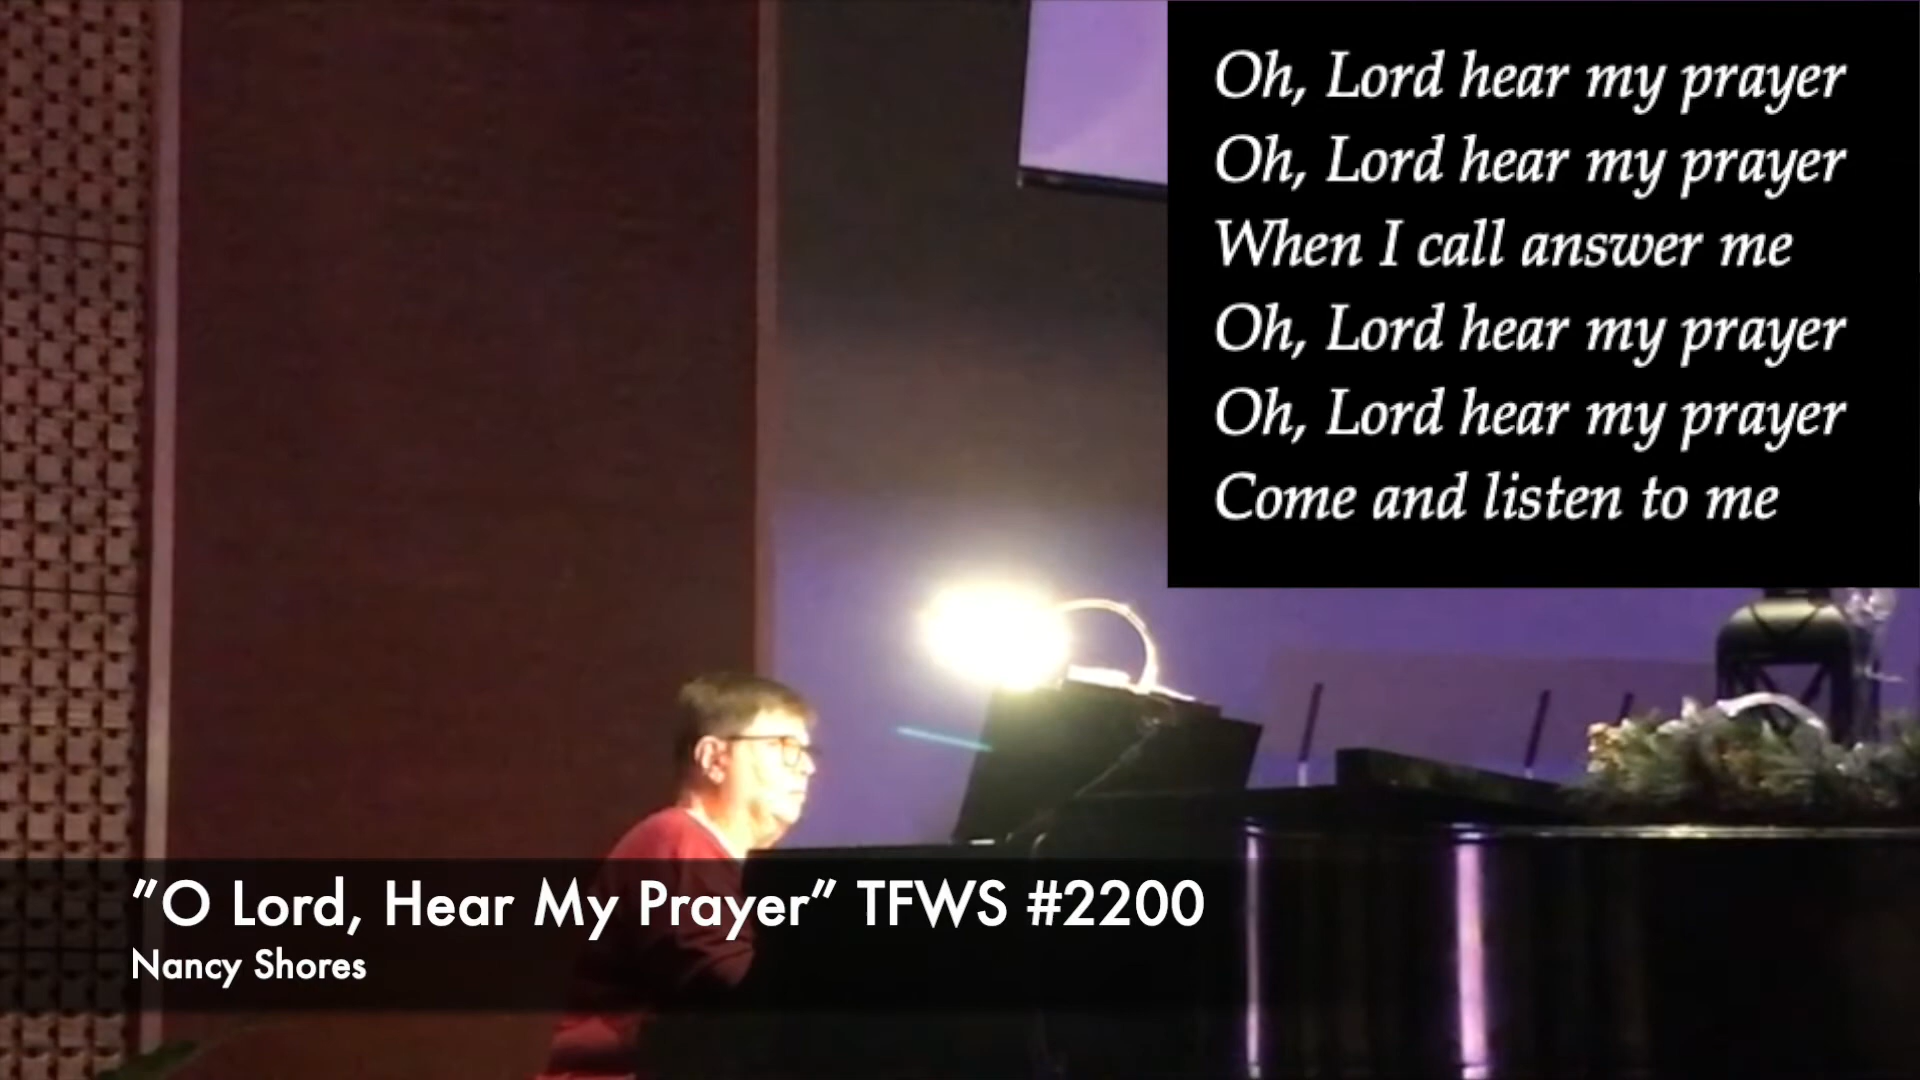 Oh, Lord hear my prayer
Oh, Lord hear my prayer
When I call answer me
Oh, Lord hear my prayer
Oh, Lord hear my prayer
Come and listen to me
"O Lord, Hear My Prayer" TFWS #2200
Nancy Shores